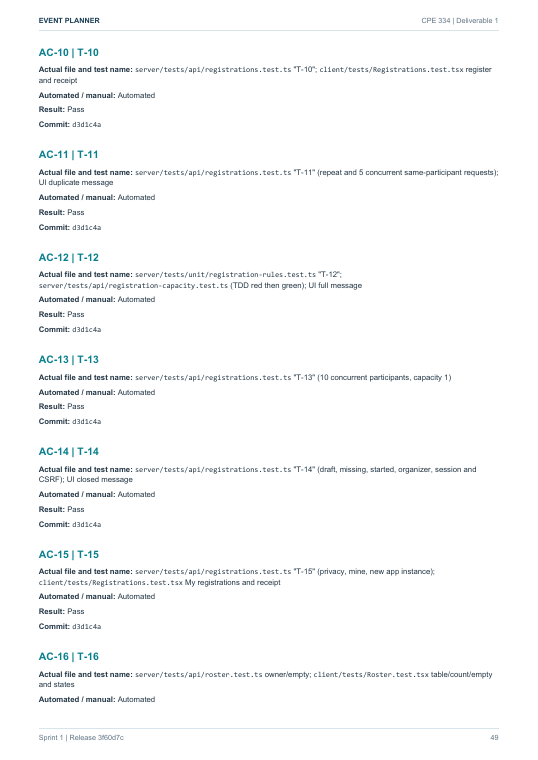 EVENT PLANNER
CPE 334 | Deliverable 1
AC-10 | T-10
Actual file and test name: server/tests/api/registrations.test.ts "T-10"; client/tests/Registrations.test.tsx register
and receipt
Automated / manual: Automated
Result: Pass
Commit: d3d1c4a
AC-11 | T-11
Actual file and test name: server/tests/api/registrations.test.ts "T-11" (repeat and 5 concurrent same-participant requests);
UI duplicate message
Automated / manual: Automated
Result: Pass
Commit: d3d1c4a
AC-12 | T-12
Actual file and test name: server/tests/unit/registration-rules.test.ts "T-12";
server/tests/api/registration-capacity.test.ts (TDD red then green); UI full message
Automated / manual: Automated
Result: Pass
Commit: d3d1c4a
AC-13 | T-13
Actual file and test name: server/tests/api/registrations.test.ts "T-13" (10 concurrent participants, capacity 1)
Automated / manual: Automated
Result: Pass
Commit: d3d1c4a
AC-14 | T-14
Actual file and test name: server/tests/api/registrations.test.ts "T-14" (draft, missing, started, organizer, session and
CSRF); UI closed message
Automated / manual: Automated
Result: Pass
Commit: d3d1c4a
AC-15 | T-15
Actual file and test name: server/tests/api/registrations.test.ts "T-15" (privacy, mine, new app instance);
client/tests/Registrations.test.tsx My registrations and receipt
Automated / manual: Automated
Result: Pass
Commit: d3d1c4a
AC-16 | T-16
Actual file and test name: server/tests/api/roster.test.ts owner/empty; client/tests/Roster.test.tsx table/count/empty
and states
Automated / manual: Automated
Sprint 1 | Release 3f60d7c
49